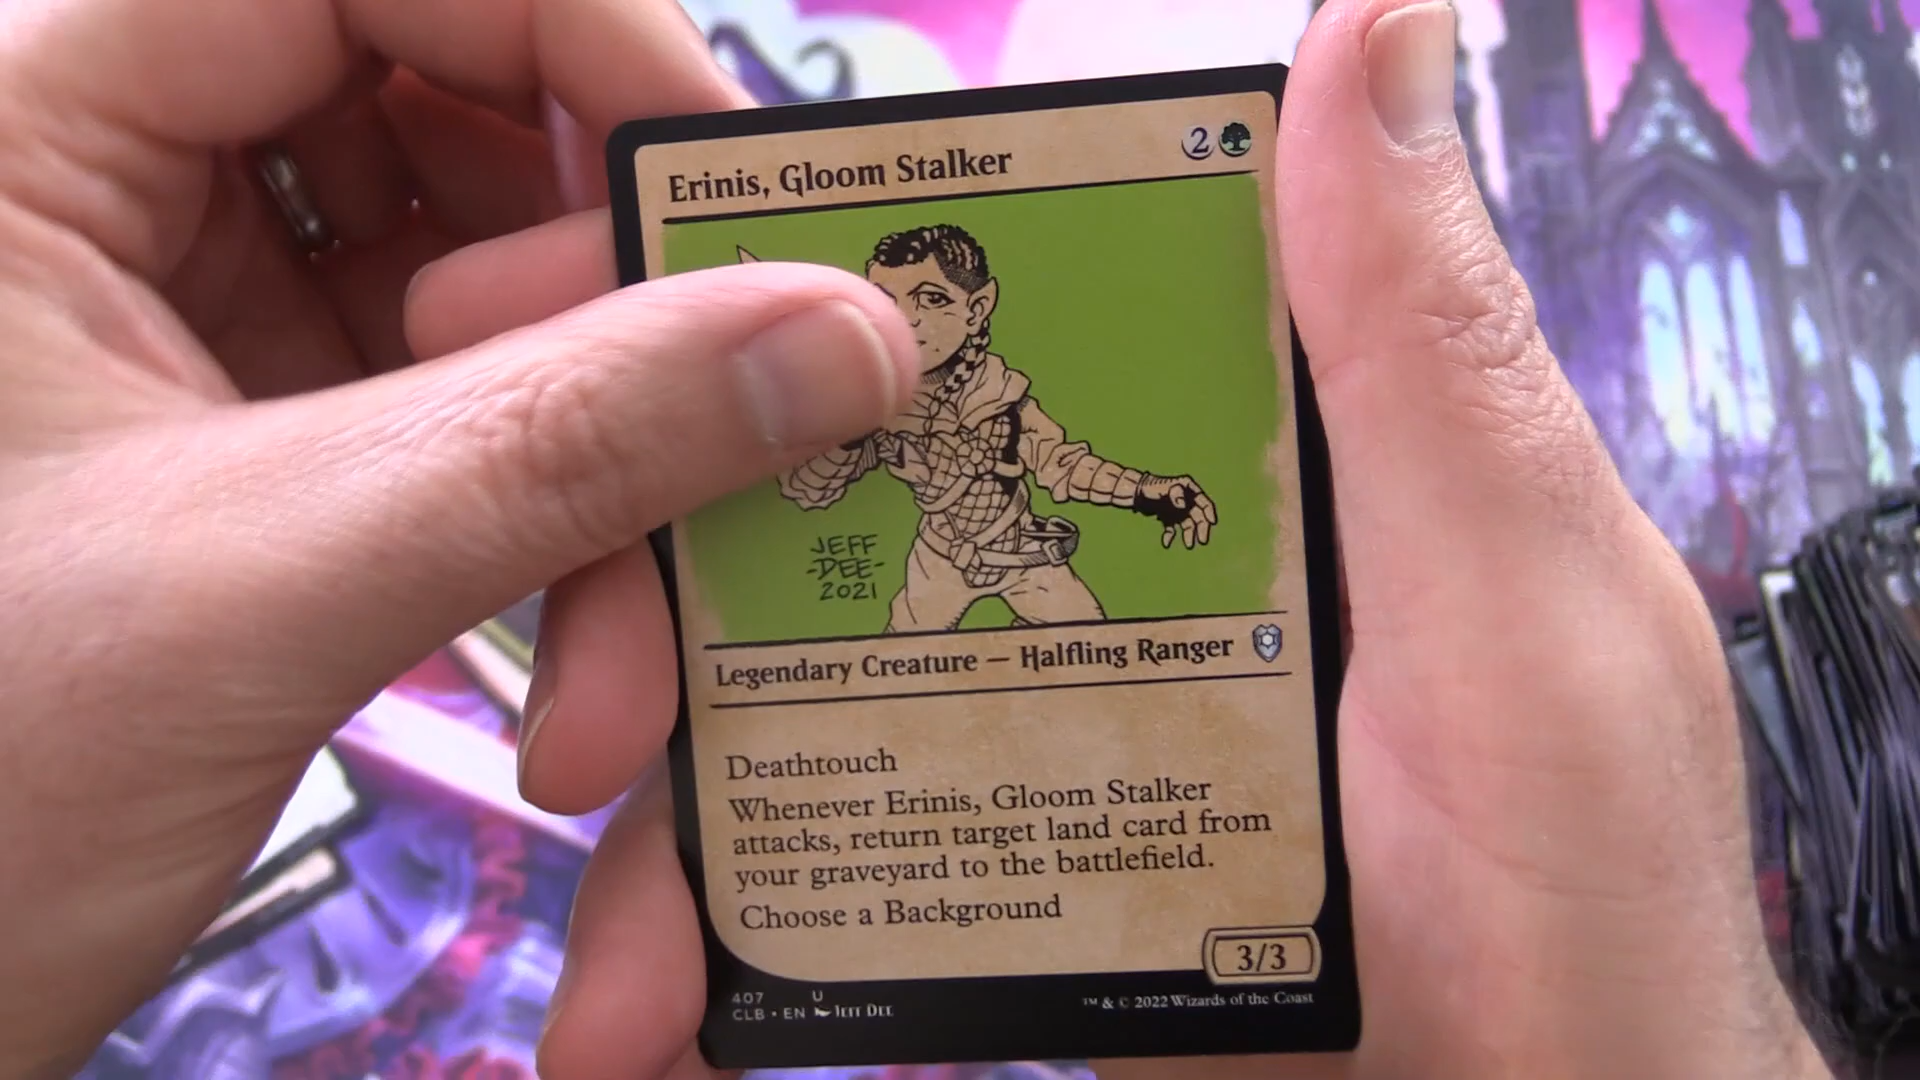 Erinis, Gloom Stalker 2
JEFF
-DEE-
2021
Legendary Creature — Halfling Ranger
Deathtouch
Whenever Erinis, Gloom Stalker
attacks, return target land card from
your graveyard to the battlefield.
Choose a Background
3/3
407 U
CLB • EN Jeff Dee
™ & © 2022 Wizards of the Coast